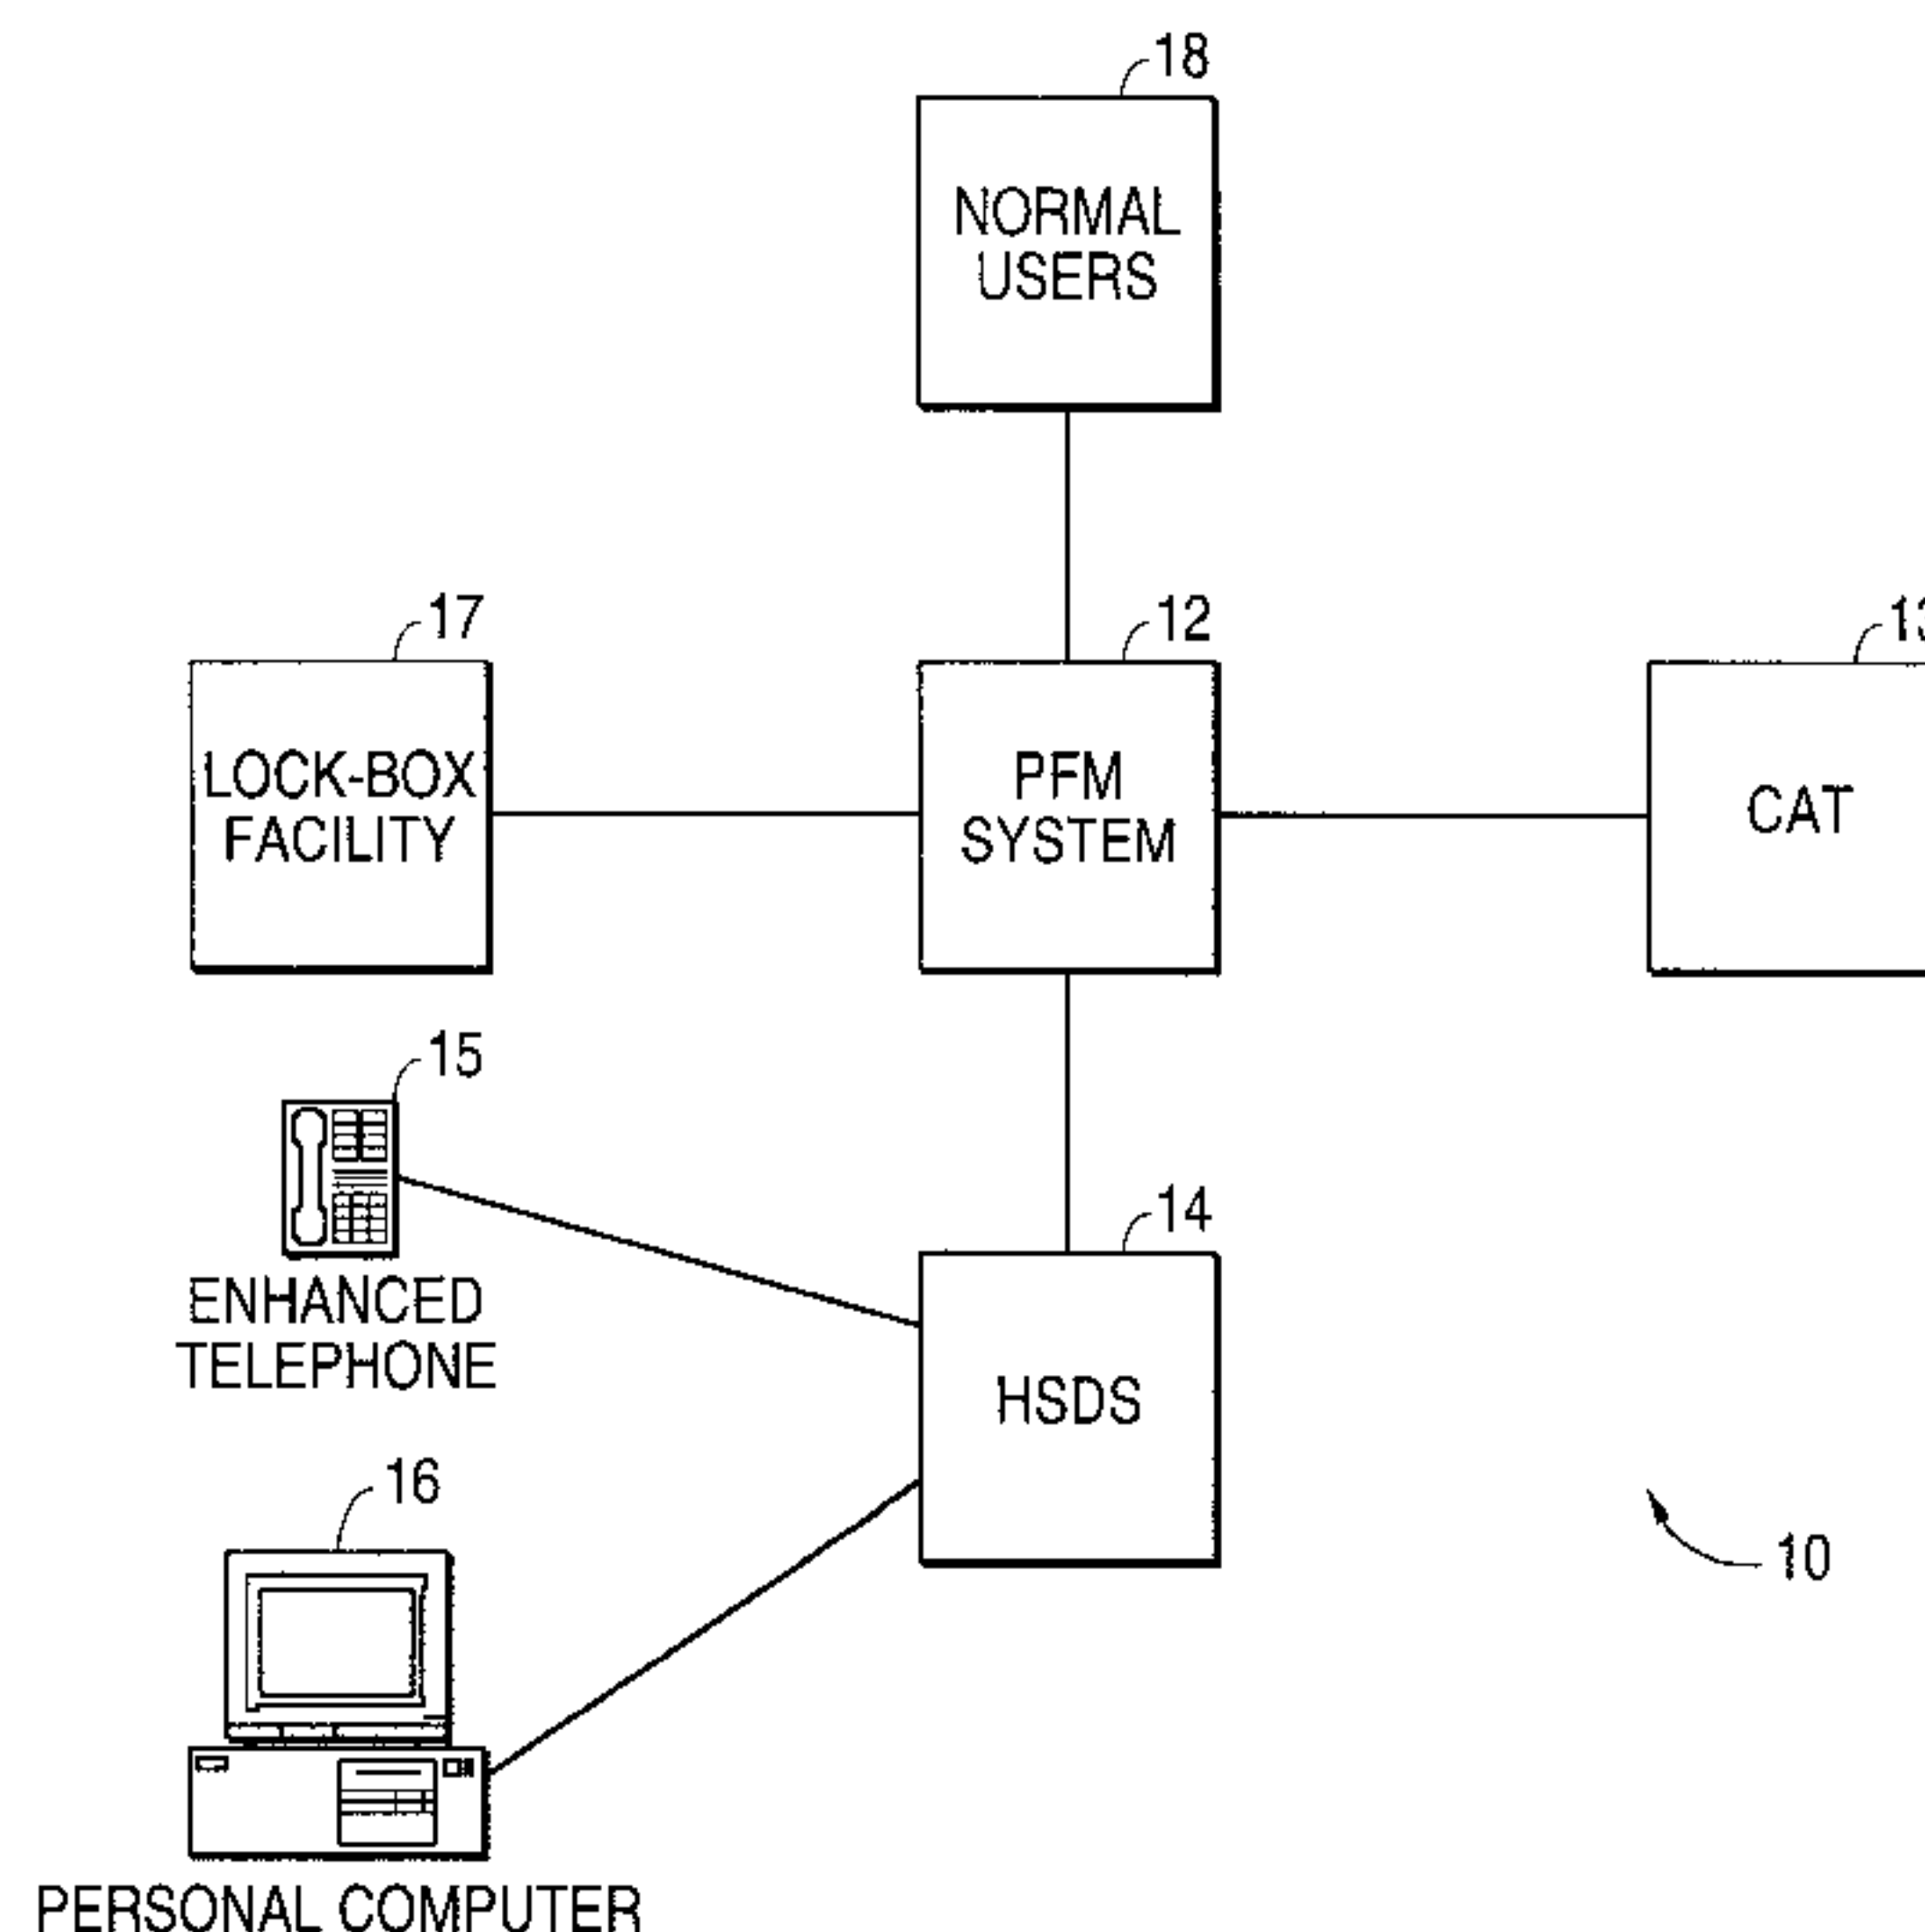 18
NORMAL
USERS
17
12
LOCK-BOX
FACILITY
PFM
SYSTEM
CAT
15
ENHANCED
TELEPHONE
14
HSDS
16
10
PERSONAL COMPUTER